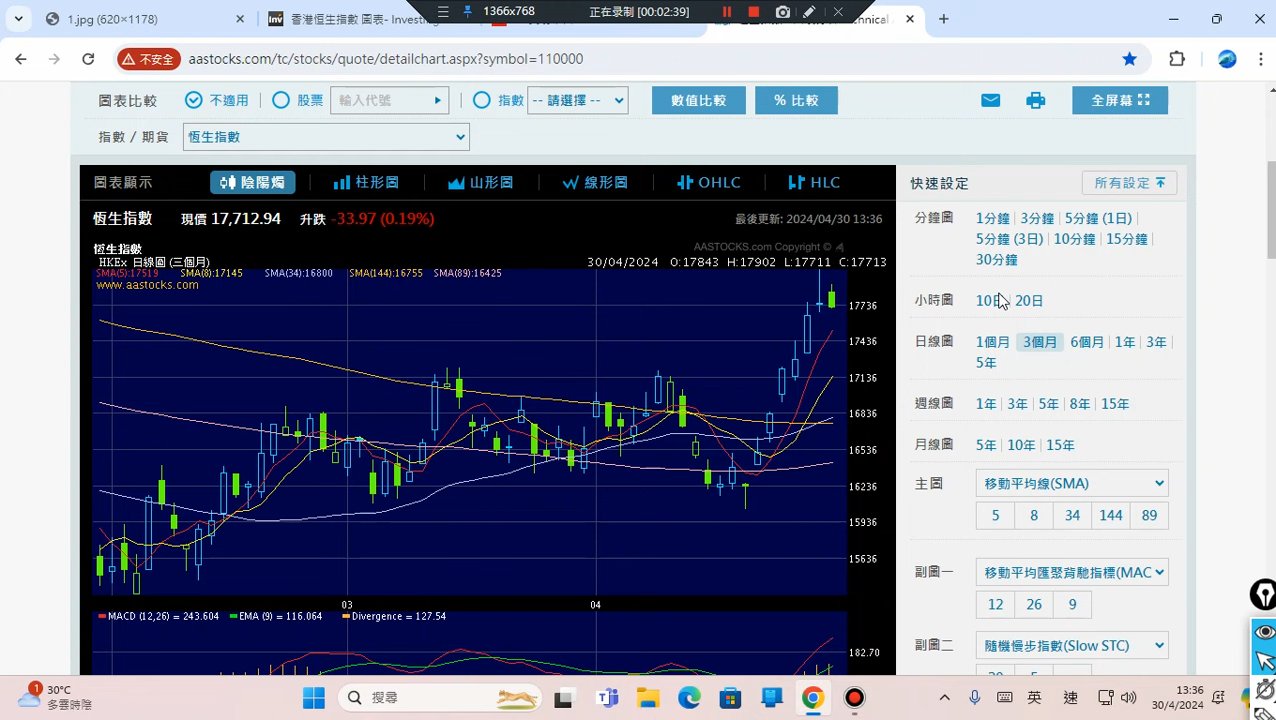 1.jpg (620×1178)
香港恒生指數 圖表- Investing
1366x768
正在录制 [00:02:39]
echnical
不安全
aastocks.com/tc/stocks/quote/detailchart.aspx?symbol=110000
圖表比較 不適用 股票 輸入代號 指數 -- 請選擇 -- 數值比較 % 比較 全屏幕
指數 / 期貨 恆生指數
圖表顯示 陰陽燭 柱形圖 山形圖 線形圖 OHLC HLC
恆生指數 現價 17,712.94 升跌 -33.97 (0.19%) 最後更新: 2024/04/30 13:36
恆生指數
AASTOCKS.com Copyright ©
HKEx 日線圖 (三個月) 30/04/2024 O:17843 H:17902 L:17711 C:17713
SMA(5):17519 SMA(8):17145 SMA(34):16800 SMA(144):16755 SMA(89):16425
www.aastocks.com
17736
17436
17136
16836
16536
16236
15936
15636
03 04
MACD (12,26) = 243.604 EMA (9) = 116.064 Divergence = 127.54
182.70
快速設定 所有設定
分鐘圖 1分鐘 3分鐘 5分鐘 (1日)
5分鐘 (3日) 10分鐘 15分鐘
30分鐘
小時圖 10日 20日
日線圖 1個月 3個月 6個月 1年 3年
5年
週線圖 1年 3年 5年 8年 15年
月線圖 5年 10年 15年
主圖 移動平均線(SMA)
5 8 34 144 89
副圖一 移動平均匯聚背馳指標(MAC
12 26 9
副圖二 隨機慢步指數(Slow STC)
1
30°C
多雲時陰
搜尋
英
速
13:36
30/4/2024